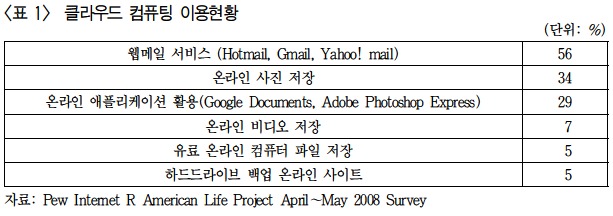 <표 1> 클라우드 컴퓨팅 이용현황
(단위: %)
웹메일 서비스 (Hotmail, Gmail, Yahoo! mail) 56
온라인 사진 저장 34
온라인 애플리케이션 활용(Google Documents, Adobe Photoshop Express) 29
온라인 비디오 저장 7
유료 온라인 컴퓨터 파일 저장 5
하드드라이브 백업 온라인 사이트 5
자료: Pew Internet R American Life Project April~May 2008 Survey